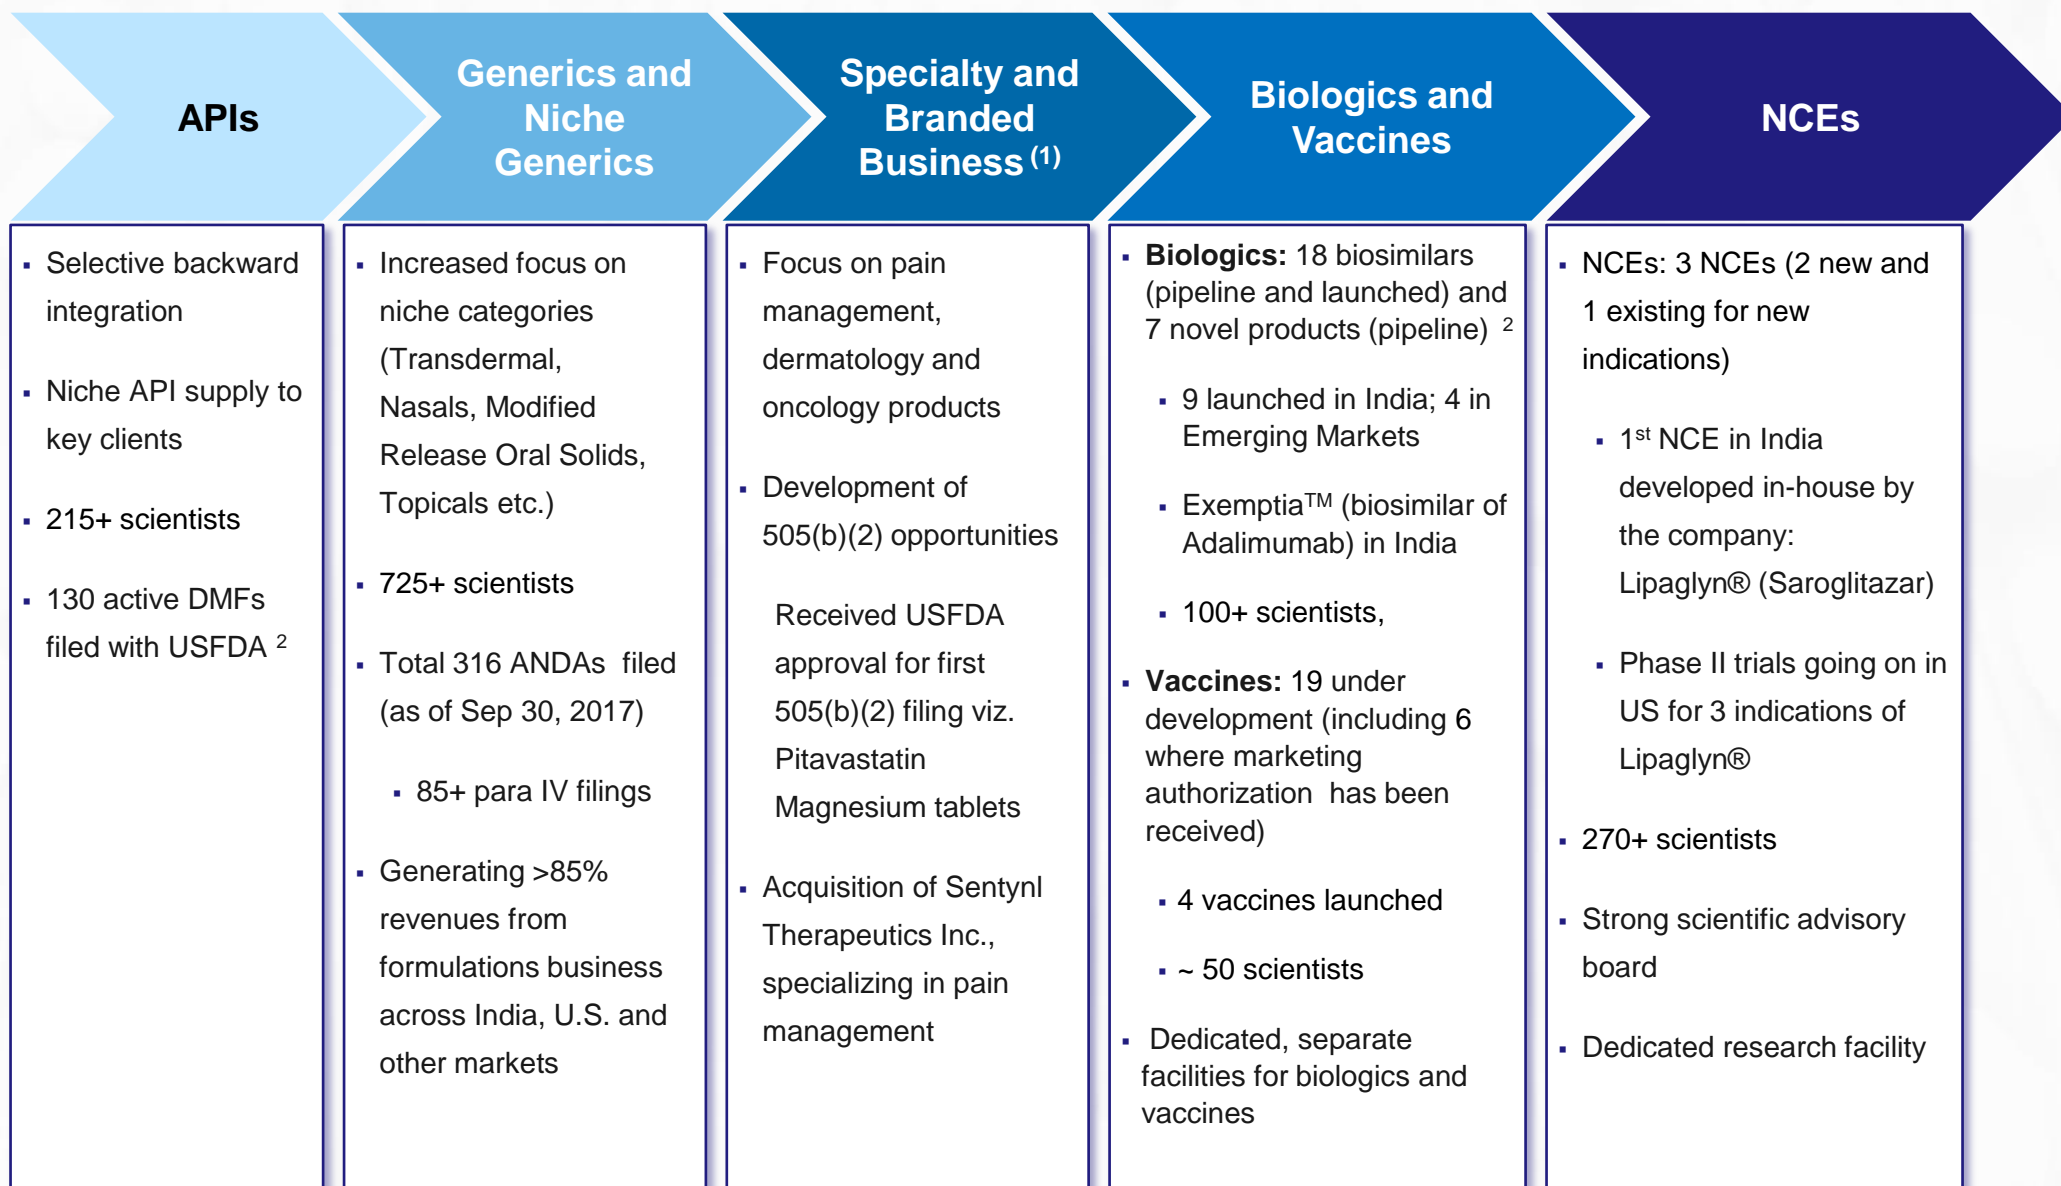 APIs
Generics and
Niche
Generics
Specialty and
Branded
Business (1)
Biologics and
Vaccines
NCEs
▪ Selective backward
integration
▪ Niche API supply to
key clients
▪ 215+ scientists
▪ 130 active DMFs
filed with USFDA 2
▪ Increased focus on
niche categories
(Transdermal,
Nasals, Modified
Release Oral Solids,
Topicals etc.)
▪ 725+ scientists
▪ Total 316 ANDAs filed
(as of Sep 30, 2017)
▪ 85+ para IV filings
▪ Generating >85%
revenues from
formulations business
across India, U.S. and
other markets
▪ Focus on pain
management,
dermatology and
oncology products
▪ Development of
505(b)(2) opportunities
Received USFDA
approval for first
505(b)(2) filing viz.
Pitavastatin
Magnesium tablets
▪ Acquisition of Sentynl
Therapeutics Inc.,
specializing in pain
management
▪ Biologics: 18 biosimilars
(pipeline and launched) and
7 novel products (pipeline) 2
▪ 9 launched in India; 4 in
Emerging Markets
▪ Exemptia™ (biosimilar of
Adalimumab) in India
▪ 100+ scientists,
▪ Vaccines: 19 under
development (including 6
where marketing
authorization has been
received)
▪ 4 vaccines launched
▪ ~ 50 scientists
▪ Dedicated, separate
facilities for biologics and
vaccines
▪ NCEs: 3 NCEs (2 new and
1 existing for new
indications)
▪ 1st NCE in India
developed in-house by
the company:
Lipaglyn® (Saroglitazar)
▪ Phase II trials going on in
US for 3 indications of
Lipaglyn®
▪ 270+ scientists
▪ Strong scientific advisory
board
▪ Dedicated research facility